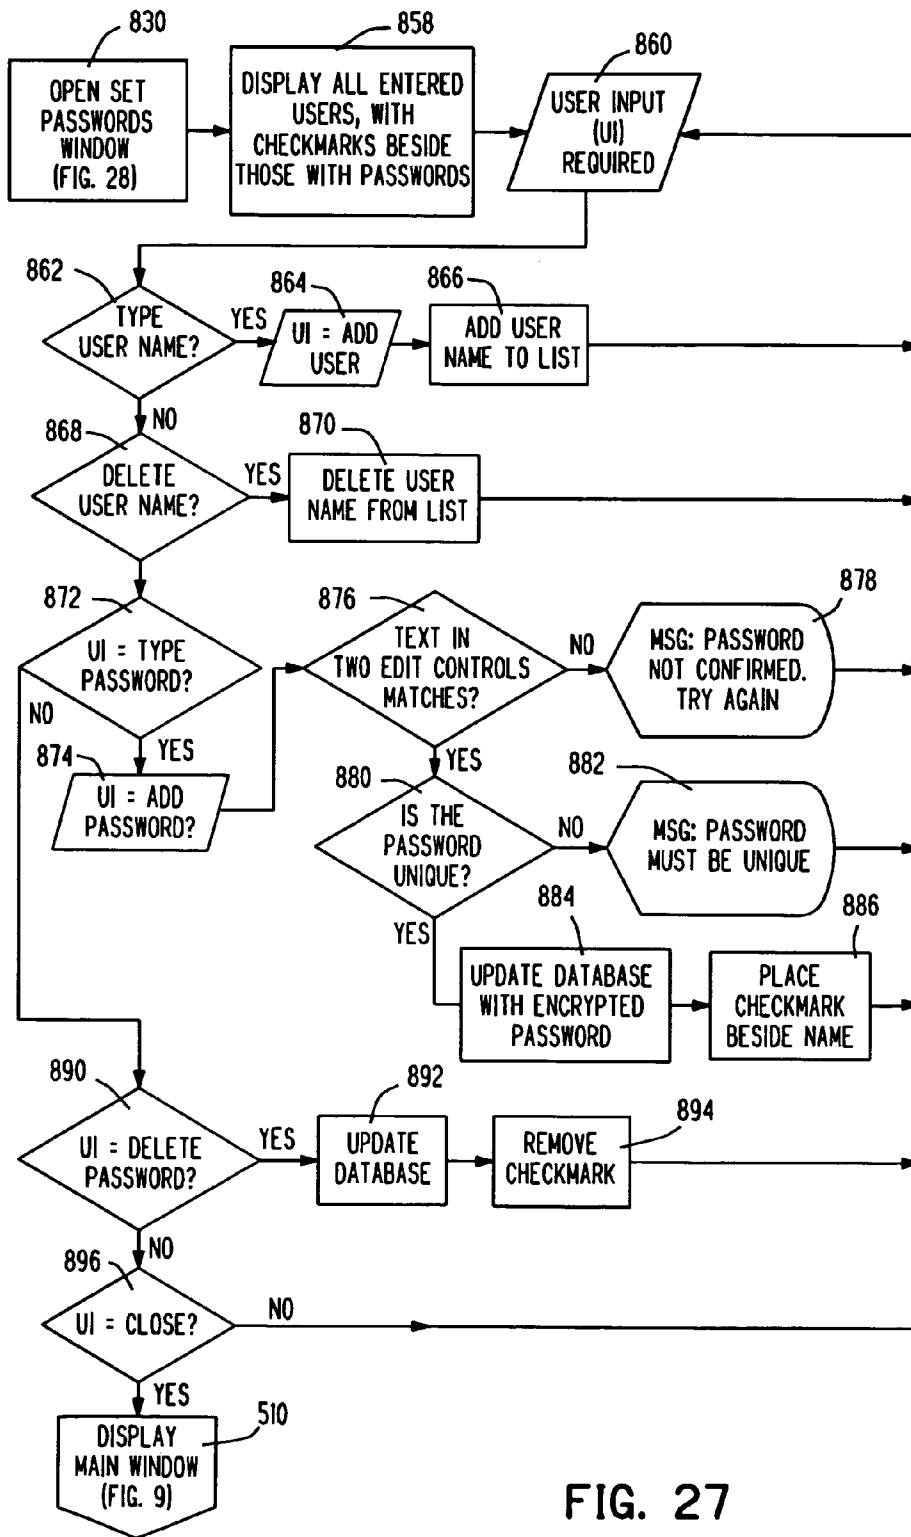 830
OPEN SET
PASSWORDS
WINDOW
(FIG. 28)
858
DISPLAY ALL ENTERED
USERS, WITH
CHECKMARKS BESIDE
THOSE WITH PASSWORDS
860
USER INPUT
(UI)
REQUIRED
862
TYPE
USER NAME?
YES
NO
864
UI = ADD
USER
866
ADD USER
NAME TO LIST
868
DELETE
USER NAME?
YES
870
DELETE USER
NAME FROM LIST
872
UI = TYPE
PASSWORD?
NO
YES
874
UI = ADD
PASSWORD?
876
TEXT IN
TWO EDIT CONTROLS
MATCHES?
NO
YES
878
MSG: PASSWORD
NOT CONFIRMED.
TRY AGAIN
880
IS THE
PASSWORD
UNIQUE?
NO
YES
882
MSG: PASSWORD
MUST BE UNIQUE
884
UPDATE DATABASE
WITH ENCRYPTED
PASSWORD
886
PLACE
CHECKMARK
BESIDE NAME
890
UI = DELETE
PASSWORD?
YES
NO
892
UPDATE
DATABASE
894
REMOVE
CHECKMARK
896
UI = CLOSE?
NO
YES
510
DISPLAY
MAIN WINDOW
(FIG. 9)
FIG. 27